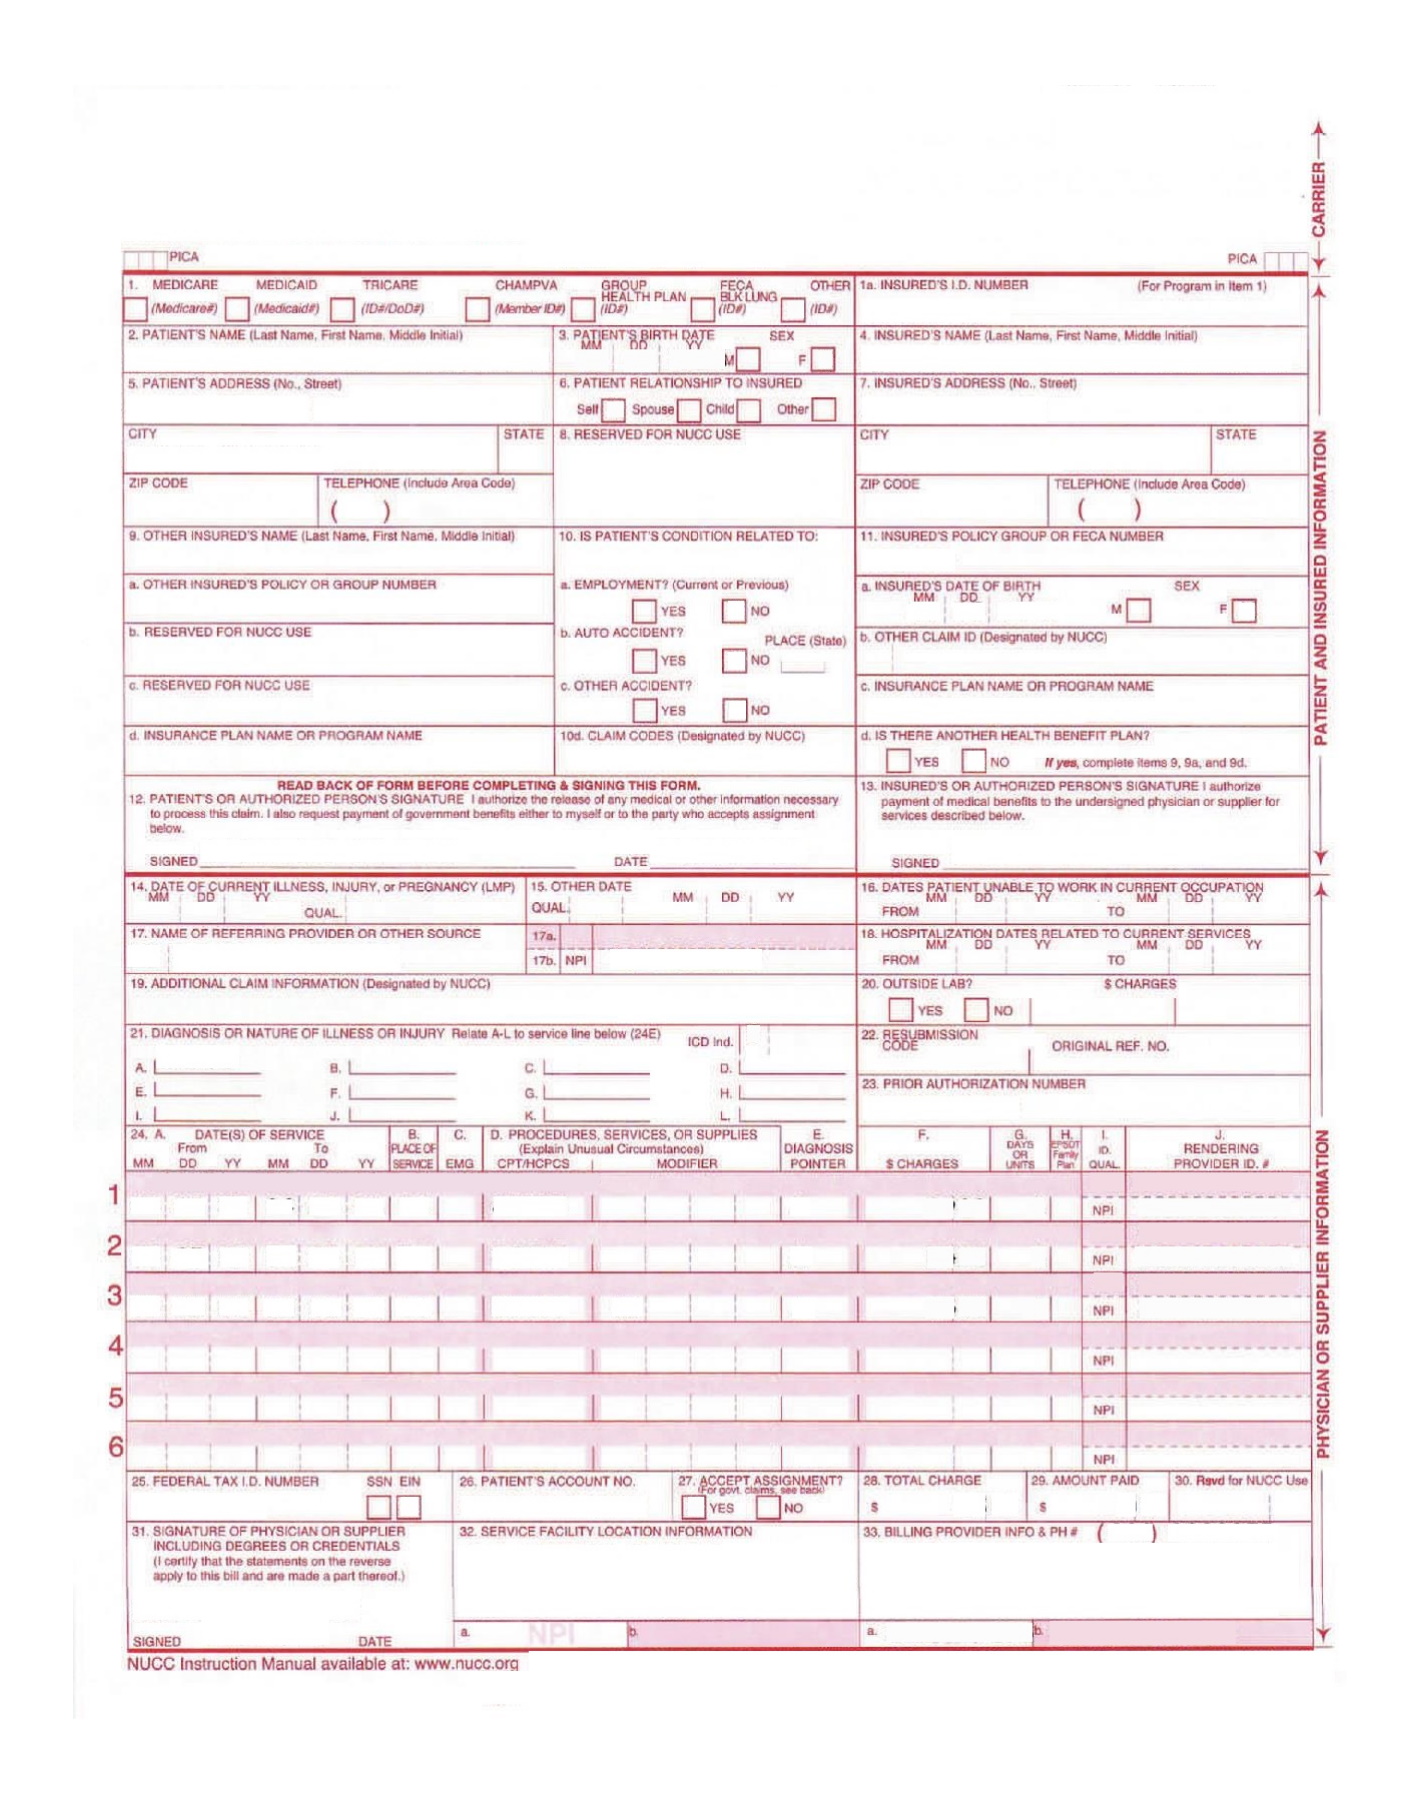 CARRIER
PICA
PICA
1. MEDICARE MEDICAID TRICARE CHAMPVA GROUP HEALTH PLAN FECA BLK LUNG OTHER
(Medicare#) (Medicaid#) (ID#/DoD#) (Member ID#) (ID#) (ID#) (ID#)
1a. INSURED'S I.D. NUMBER (For Program in Item 1)
2. PATIENT'S NAME (Last Name, First Name, Middle Initial)
3. PATIENT'S BIRTH DATE SEX
MM DD YY M F
4. INSURED'S NAME (Last Name, First Name, Middle Initial)
5. PATIENT'S ADDRESS (No., Street)
6. PATIENT RELATIONSHIP TO INSURED
Self Spouse Child Other
7. INSURED'S ADDRESS (No., Street)
CITY STATE
8. RESERVED FOR NUCC USE
CITY STATE
ZIP CODE TELEPHONE (Include Area Code)
( )
ZIP CODE TELEPHONE (Include Area Code)
( )
9. OTHER INSURED'S NAME (Last Name, First Name, Middle Initial)
10. IS PATIENT'S CONDITION RELATED TO:
11. INSURED'S POLICY GROUP OR FECA NUMBER
a. OTHER INSURED'S POLICY OR GROUP NUMBER
a. EMPLOYMENT? (Current or Previous)
YES NO
a. INSURED'S DATE OF BIRTH SEX
MM DD YY M F
b. RESERVED FOR NUCC USE
b. AUTO ACCIDENT? PLACE (State)
YES NO
b. OTHER CLAIM ID (Designated by NUCC)
c. RESERVED FOR NUCC USE
c. OTHER ACCIDENT?
YES NO
c. INSURANCE PLAN NAME OR PROGRAM NAME
d. INSURANCE PLAN NAME OR PROGRAM NAME
10d. CLAIM CODES (Designated by NUCC)
d. IS THERE ANOTHER HEALTH BENEFIT PLAN?
YES NO If yes, complete items 9, 9a, and 9d.
READ BACK OF FORM BEFORE COMPLETING & SIGNING THIS FORM.
12. PATIENT'S OR AUTHORIZED PERSON'S SIGNATURE I authorize the release of any medical or other information necessary
to process this claim. I also request payment of government benefits either to myself or to the party who accepts assignment
below.
SIGNED DATE
13. INSURED'S OR AUTHORIZED PERSON'S SIGNATURE I authorize
payment of medical benefits to the undersigned physician or supplier for
services described below.
SIGNED
PATIENT AND INSURED INFORMATION
14. DATE OF CURRENT ILLNESS, INJURY, or PREGNANCY (LMP)
MM DD YY
QUAL.
15. OTHER DATE
QUAL. MM DD YY
16. DATES PATIENT UNABLE TO WORK IN CURRENT OCCUPATION
MM DD YY MM DD YY
FROM TO
17. NAME OF REFERRING PROVIDER OR OTHER SOURCE
17a.
17b. NPI
18. HOSPITALIZATION DATES RELATED TO CURRENT SERVICES
MM DD YY MM DD YY
FROM TO
19. ADDITIONAL CLAIM INFORMATION (Designated by NUCC)
20. OUTSIDE LAB? $ CHARGES
YES NO
21. DIAGNOSIS OR NATURE OF ILLNESS OR INJURY Relate A-L to service line below (24E)
ICD Ind.
A. B. C. D.
E. F. G. H.
I. J. K. L.
22. RESUBMISSION
CODE ORIGINAL REF. NO.
23. PRIOR AUTHORIZATION NUMBER
24. A. DATE(S) OF SERVICE
From To
MM DD YY MM DD YY
B.
PLACE OF
SERVICE
C.
EMG
D. PROCEDURES, SERVICES, OR SUPPLIES
(Explain Unusual Circumstances)
CPT/HCPCS MODIFIER
E.
DIAGNOSIS
POINTER
F.
$ CHARGES
G.
DAYS
OR
UNITS
H.
EPSDT
Family
Plan
I.
ID.
QUAL.
J.
RENDERING
PROVIDER ID. #
1
NPI
2
NPI
3
NPI
4
NPI
5
NPI
6
NPI
25. FEDERAL TAX I.D. NUMBER SSN EIN
26. PATIENT'S ACCOUNT NO.
27. ACCEPT ASSIGNMENT?
(For govt. claims, see back)
YES NO
28. TOTAL CHARGE
$
29. AMOUNT PAID
$
30. Rsvd for NUCC Use
31. SIGNATURE OF PHYSICIAN OR SUPPLIER
INCLUDING DEGREES OR CREDENTIALS
(I certify that the statements on the reverse
apply to this bill and are made a part thereof.)
SIGNED DATE
32. SERVICE FACILITY LOCATION INFORMATION
a. NPI b.
33. BILLING PROVIDER INFO & PH # ( )
a. b.
PHYSICIAN OR SUPPLIER INFORMATION
NUCC Instruction Manual available at: www.nucc.org